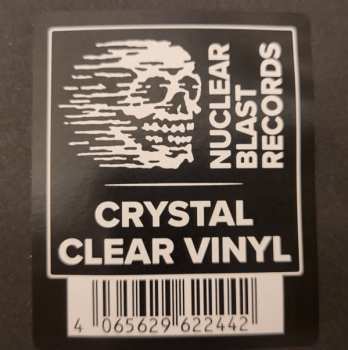 NUCLEAR
BLAST
RECORDS
CRYSTAL
CLEAR VINYL
4 065629 622442